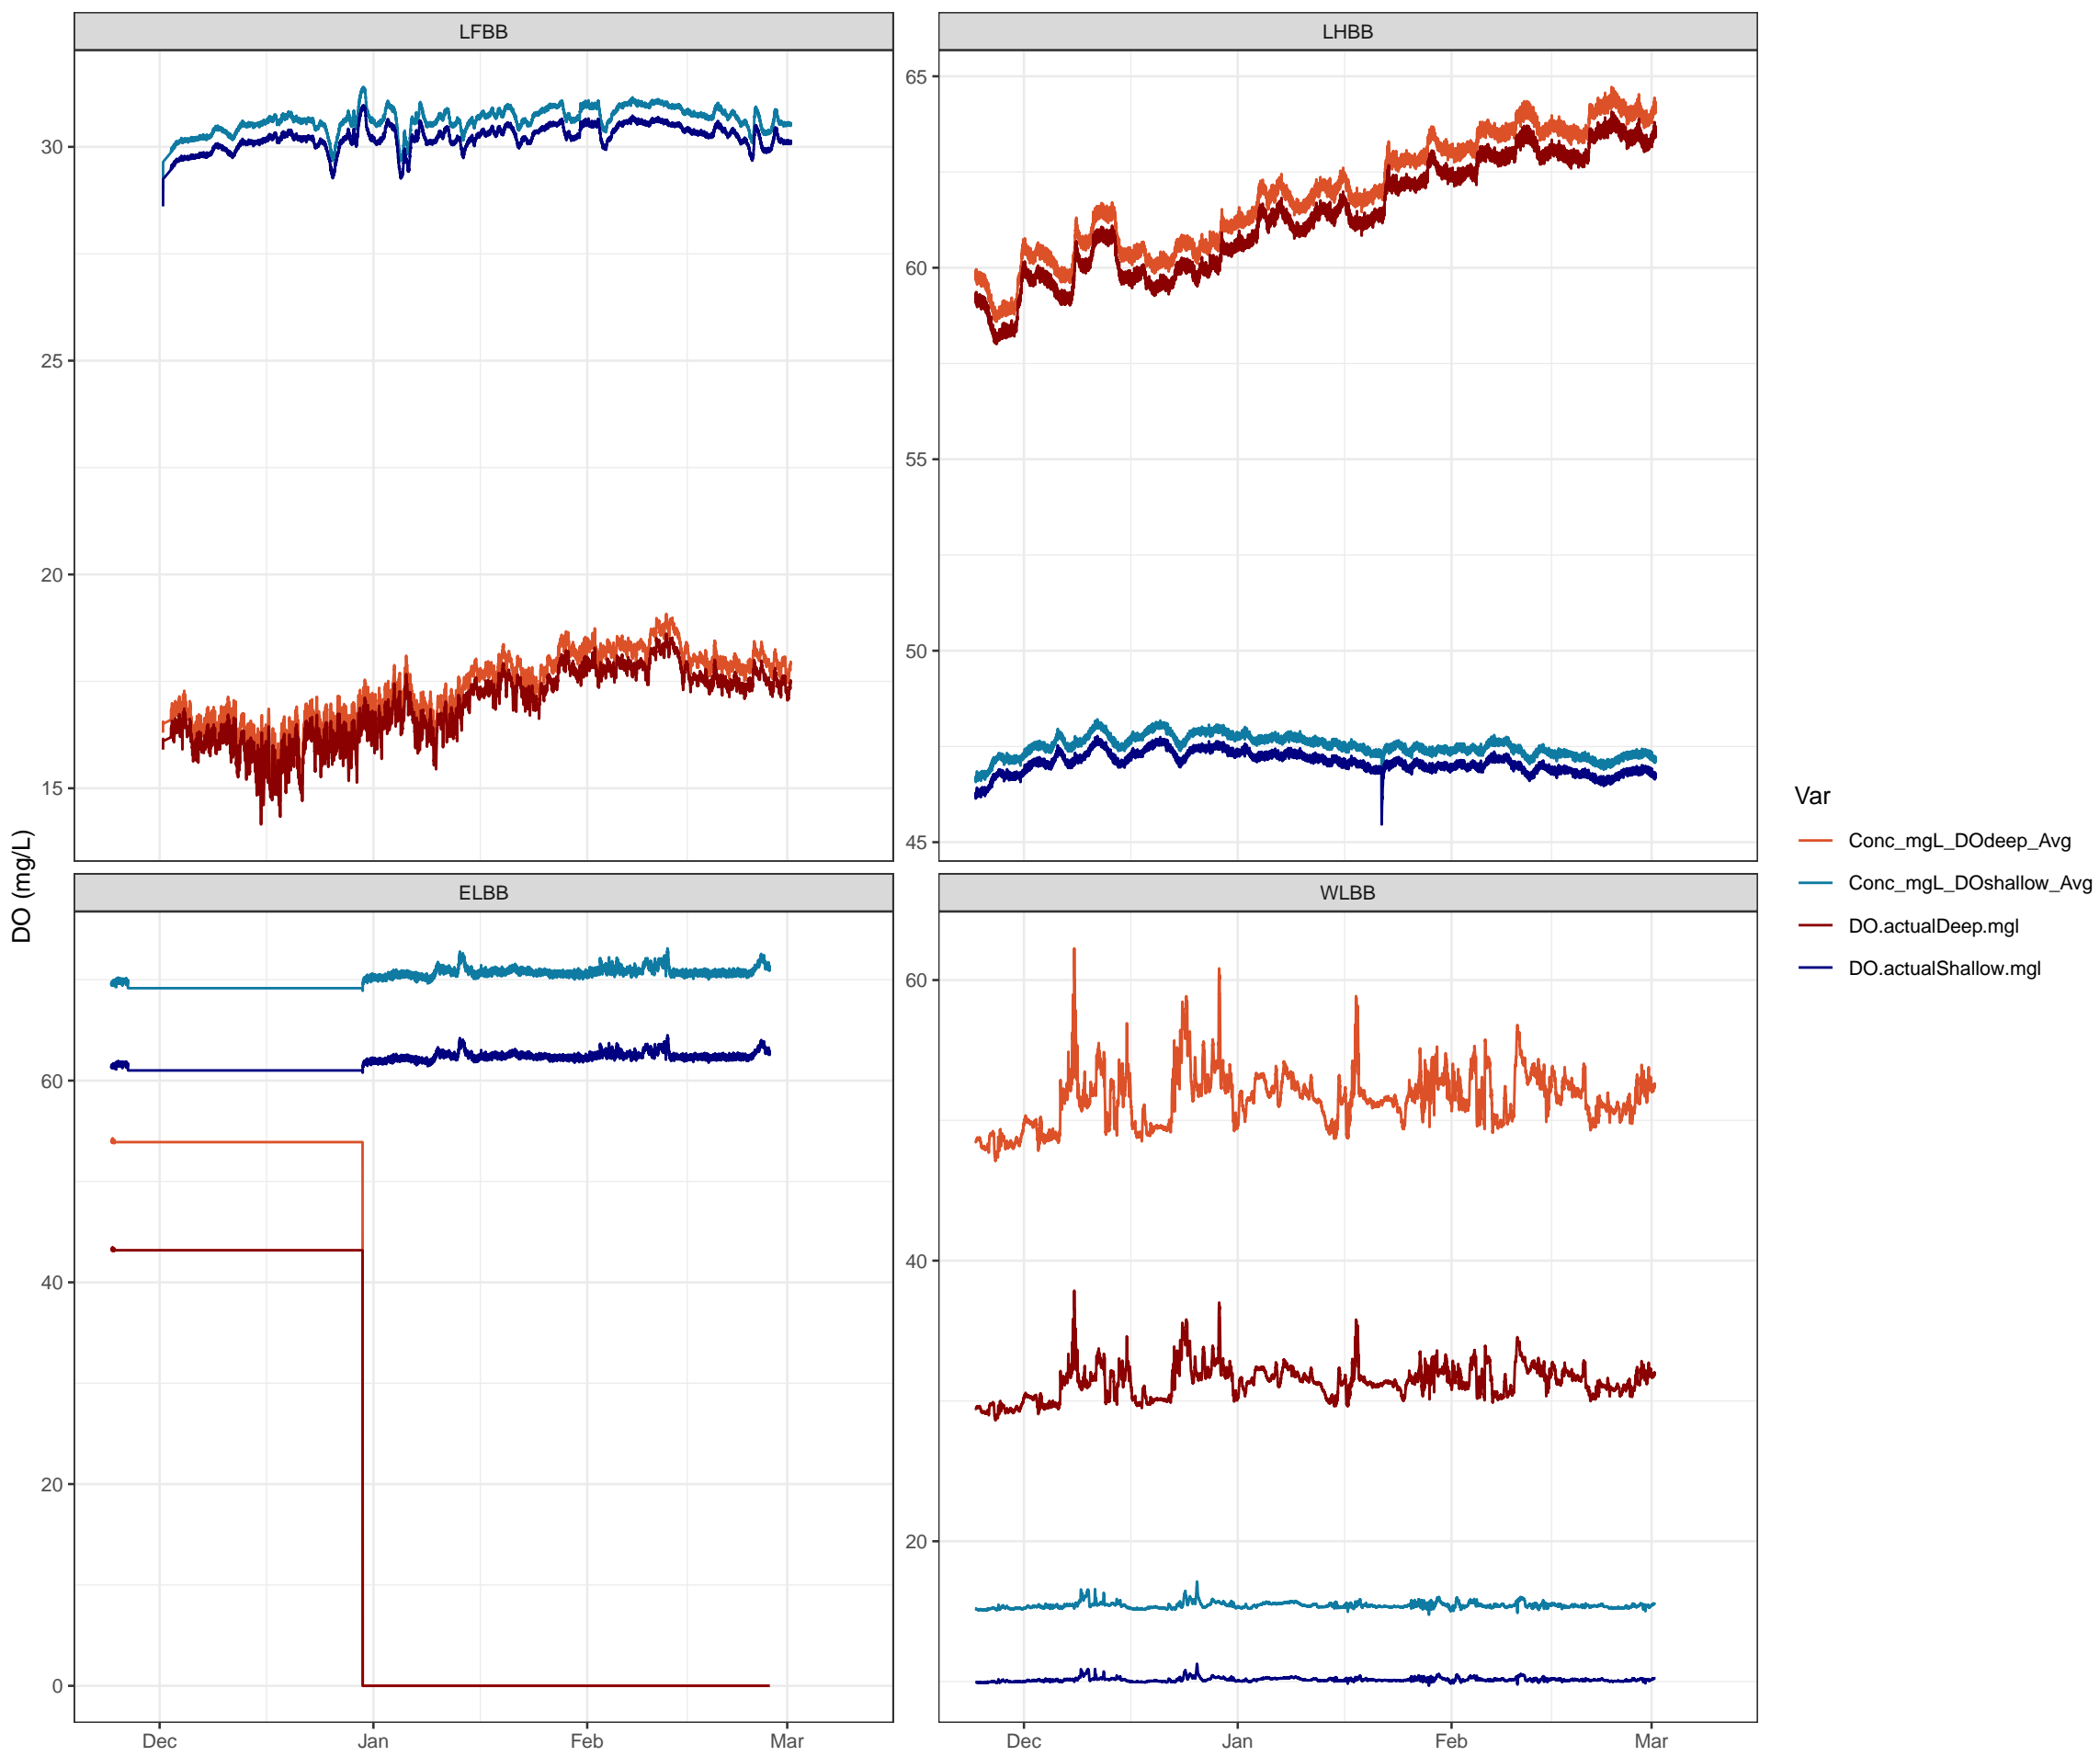 LFBB
LHBB
30
25
20
15
65
60
55
50
45
DO (mg/L)
ELBB
WLBB
60
40
20
0
60
40
20
Dec
Jan
Feb
Mar
Dec
Jan
Feb
Mar
Var
Conc_mgL_DOdeep_Avg
Conc_mgL_DOshallow_Avg
DO.actualDeep.mgl
DO.actualShallow.mgl